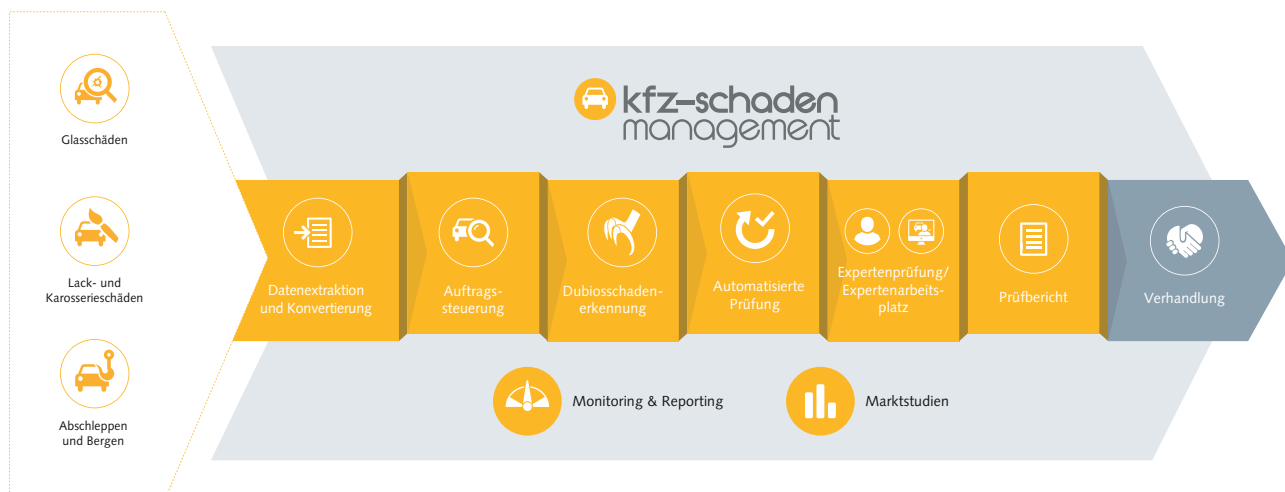 Glasschäden
Lack- und
Karosserieschäden
Abschleppen
und Bergen
kfz-schaden
management
Datenextraktion
und Konvertierung
Auftrags-
steuerung
Dubiosschaden-
erkennung
Automatisierte
Prüfung
Expertenprüfung/
Expertenarbeits-
platz
Prüfbericht
Verhandlung
Monitoring & Reporting
Marktstudien